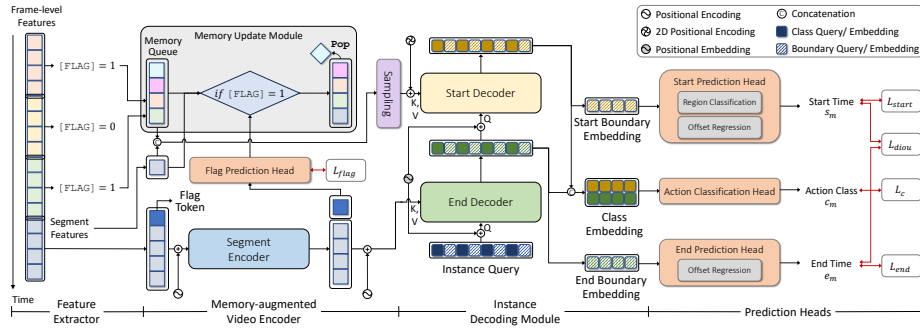 Frame-level
Features
[FLAG] = 1
[FLAG] = 0
[FLAG] = 1
Segment
Features
Time
Memory Update Module
Memory
Queue
if [FLAG] = 1
Pop
Flag Prediction Head
L_flag
Flag
Token
Segment
Encoder
Sampling
K,
V
Start Decoder
Q
K,
V
End Decoder
Q
Instance Query
Positional Encoding
2D Positional Encoding
Positional Embedding
Concatenation
Class Query/ Embedding
Boundary Query/ Embedding
Start Boundary
Embedding
Class
Embedding
End Boundary
Embedding
Start Prediction Head
Region Classification
Offset Regression
Action Classification Head
End Prediction Head
Offset Regression
Start Time
s_m
Action Class
c_m
End Time
e_m
L_start
L_diou
L_c
L_end
Feature
Extractor
Memory-augmented
Video Encoder
Instance
Decoding Module
Prediction Heads